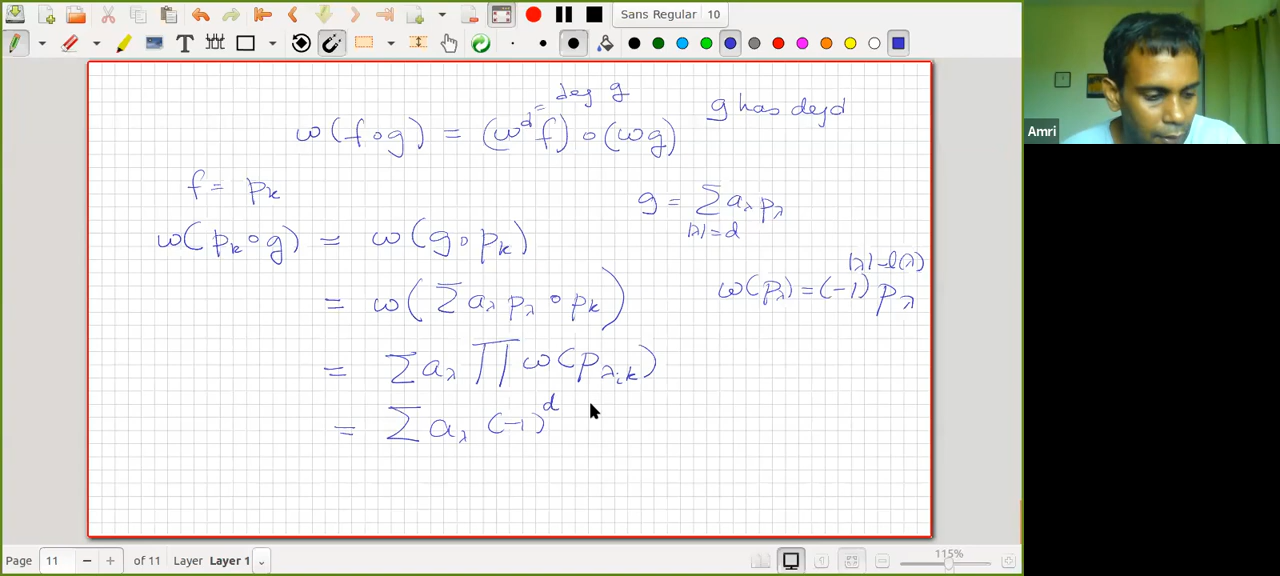 Sans Regular 10
= deg g
ω(f∘g) = (ω^d f) ∘ (ωg)
g has deg d
Amri
f = p_k
g = Σ_{|λ|=d} a_λ p_λ
ω(p_k∘g) = ω(g∘p_k)
= ω(Σ a_λ p_λ ∘ p_k)
ω(p_λ) = (-1)^{|λ|-l(λ)} p_λ
= Σ a_λ ∏ ω(p_{λ_i k})
= Σ a_λ (-1)^d
Page 11 of 11 Layer Layer 1 115%